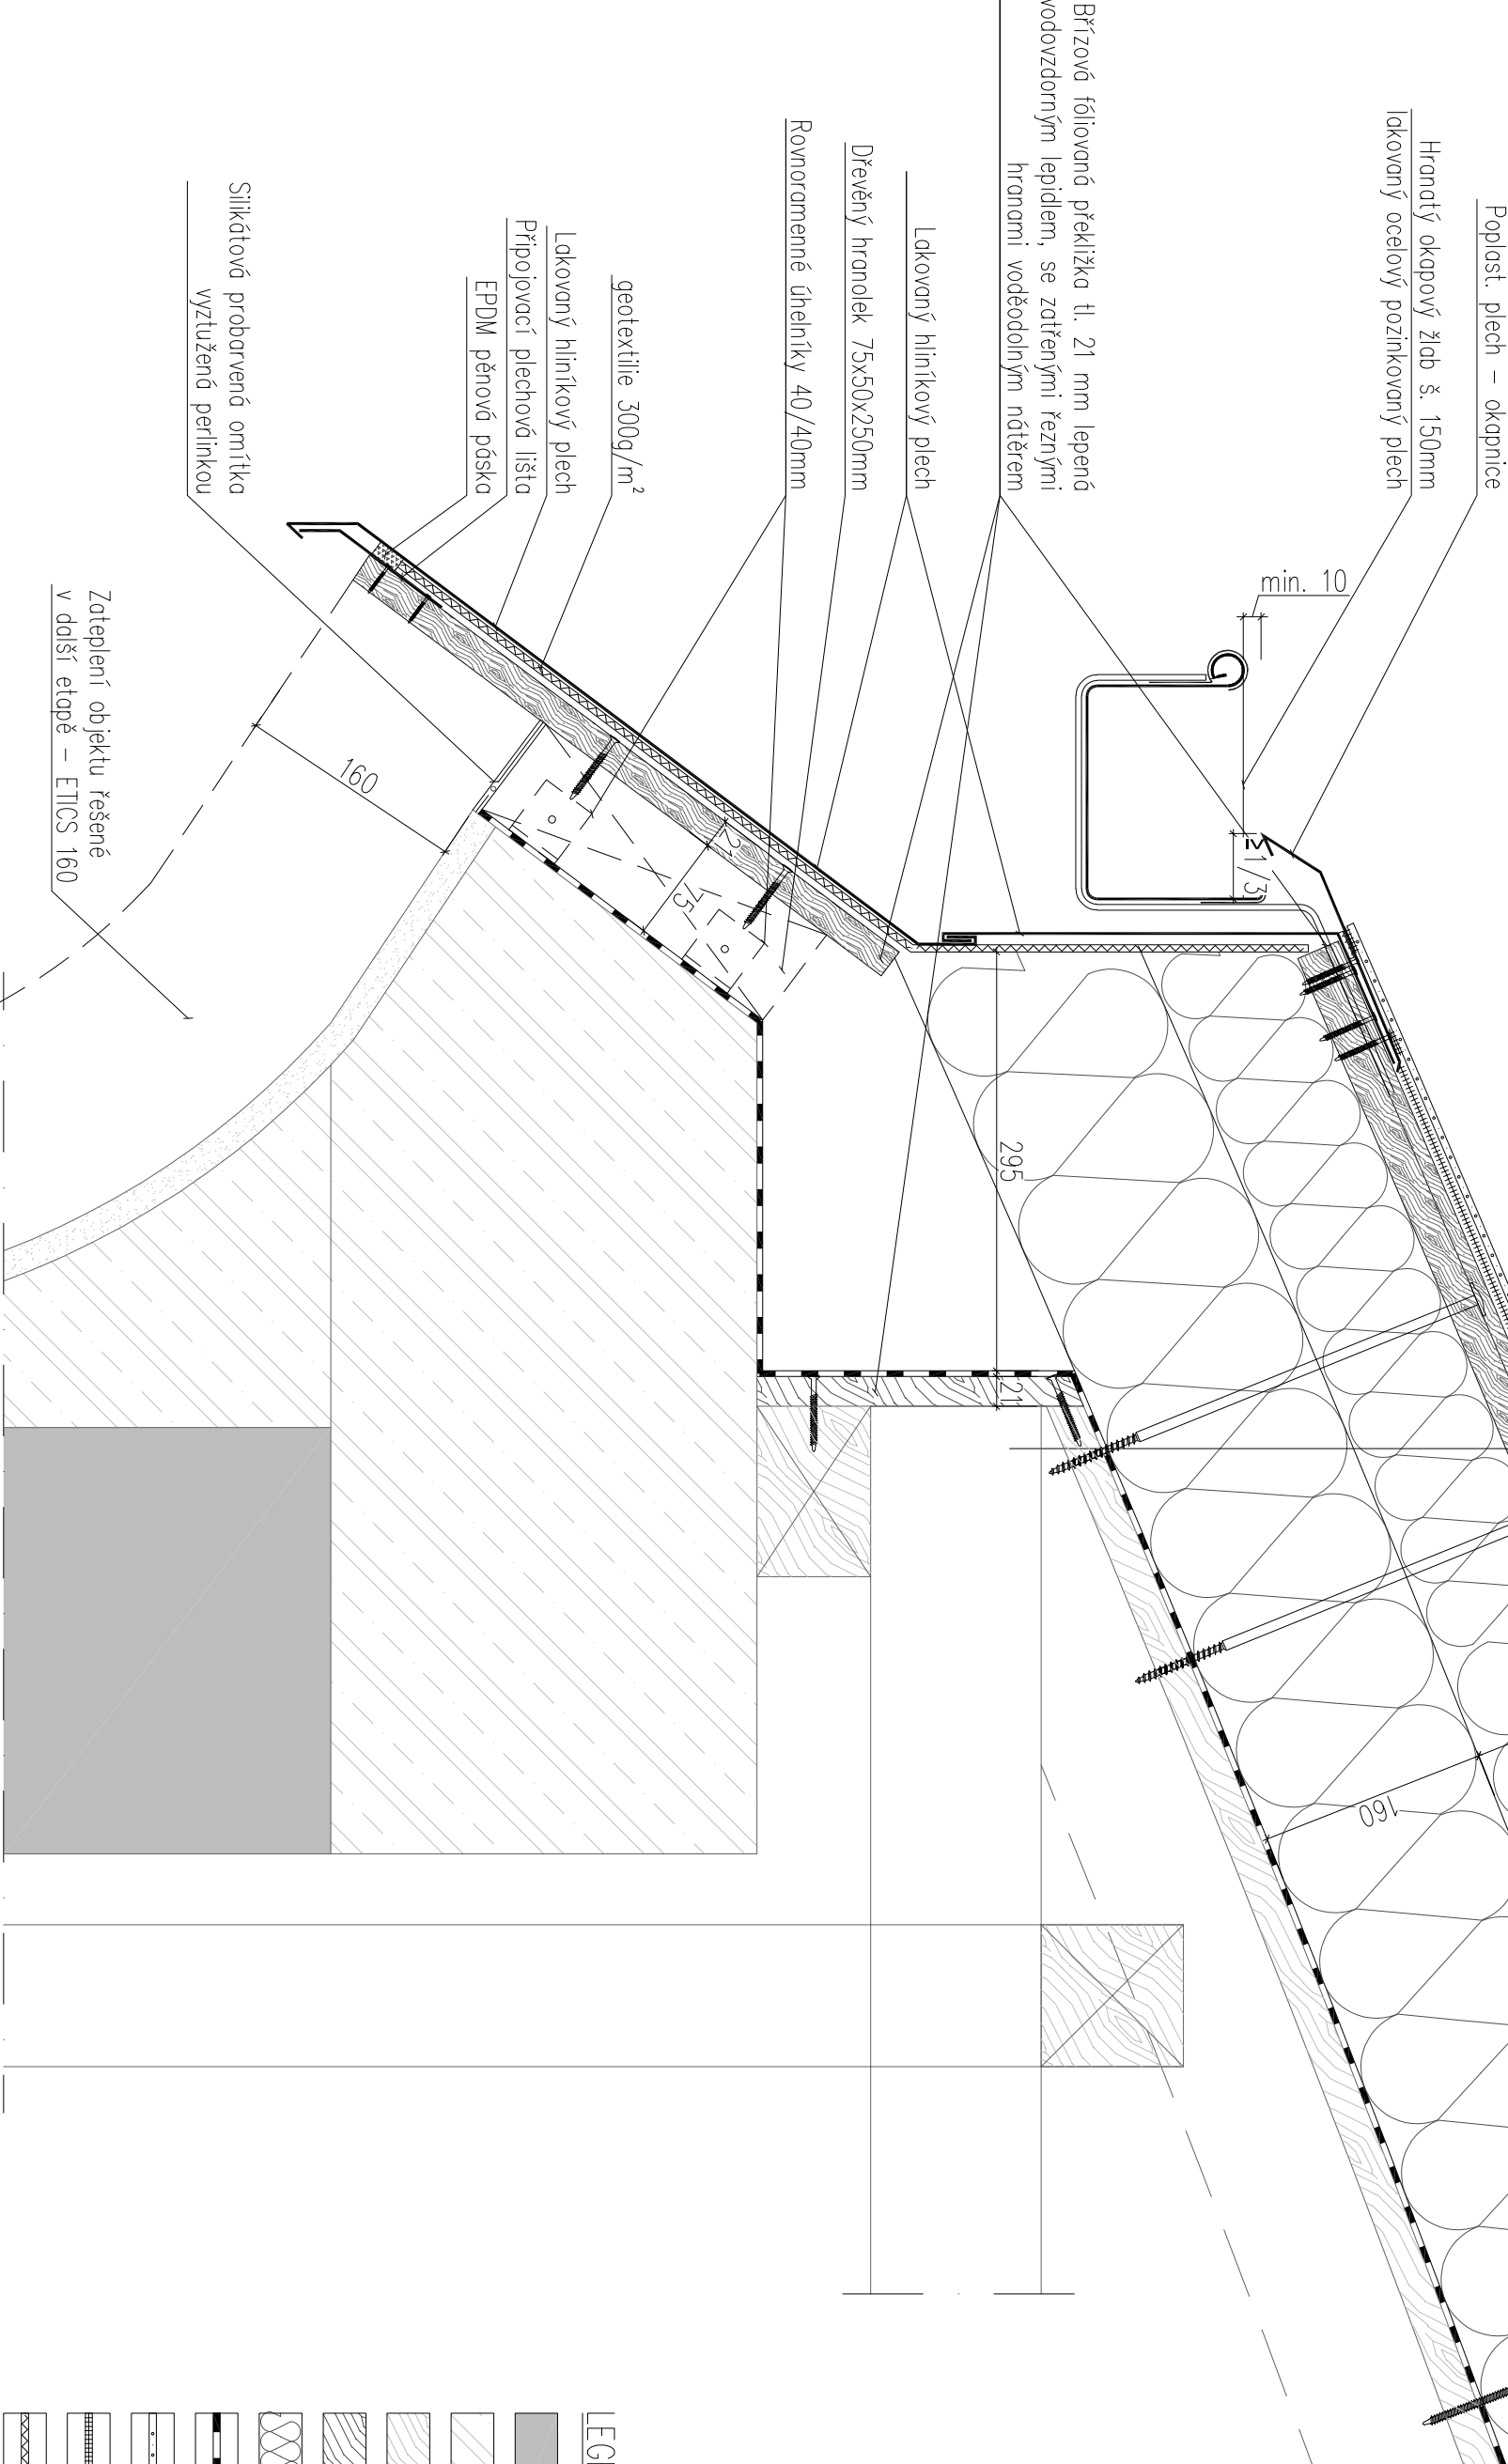 Poplast. plech – okapnice
Hranatý okapový žlab š. 150mm
lakovaný ocelový pozinkovaný plech
min. 10
Břízová fóliovaná překližka tl. 21 mm lepená
vodovzdorným lepidlem, se zatřenými řeznými
hranami voděodolným nátěrem
Lakovaný hliníkový plech
Dřevěný hranolek 75x50x250mm
Rovnoramenné úhelníky 40/40mm
geotextilie 300g/m²
Lakovaný hliníkový plech
Připojovací plechová lišta
EPDM pěnová páska
Silikátová probarvená omítka
vyztužená perlinkou
Zateplení objektu řešené
v další etapě – ETICS 160
160
75
1/3
295
21
160